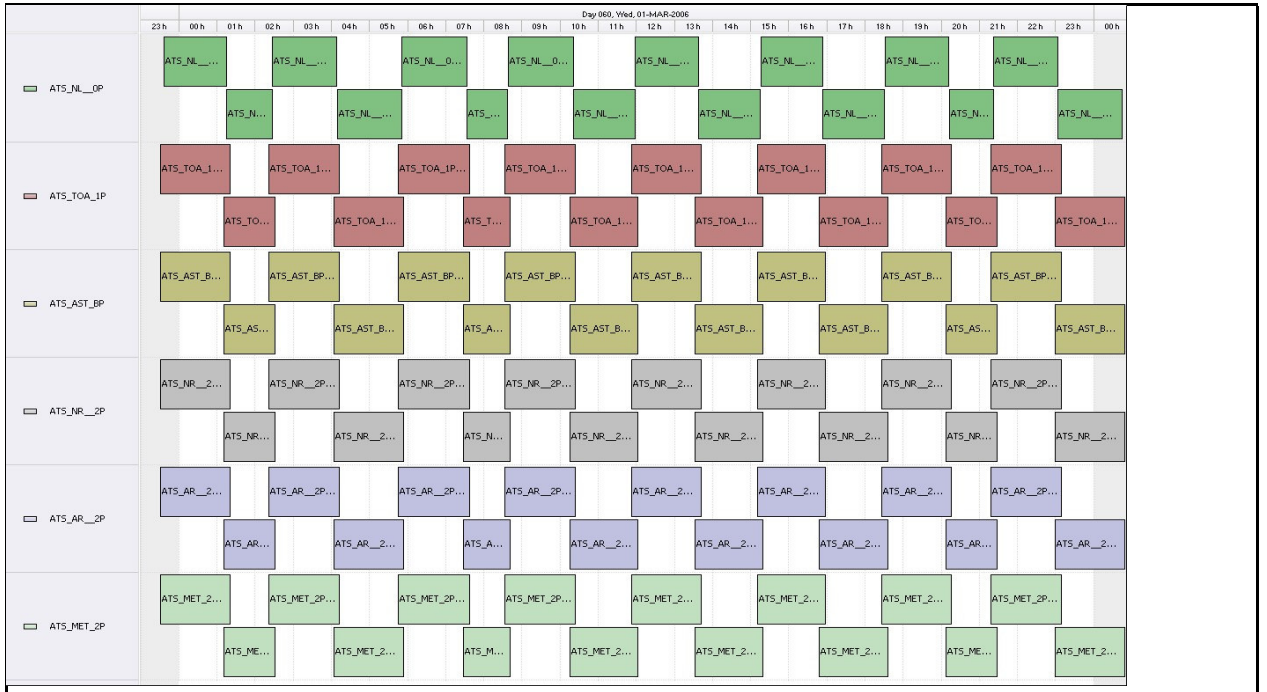 Day 060, Wed, 01-MAR-2006
23 h 00 h 01 h 02 h 03 h 04 h 05 h 06 h 07 h 08 h 09 h 10 h 11 h 12 h 13 h 14 h 15 h 16 h 17 h 18 h 19 h 20 h 21 h 22 h 23 h 00 h
ATS_NL__... ATS_NL__... ATS_NL__0... ATS_NL__0... ATS_NL__... ATS_NL__... ATS_NL__... ATS_NL__...
ATS_NL__0P
ATS_N... ATS_NL__... ATS_... ATS_NL__... ATS_NL__... ATS_NL__... ATS_N... ATS_NL__...
ATS_TOA_1... ATS_TOA_1... ATS_TOA_1P... ATS_TOA_1... ATS_TOA_1... ATS_TOA_1... ATS_TOA_1... ATS_TOA_1...
ATS_TOA_1P
ATS_TO... ATS_TOA_1... ATS_T... ATS_TOA_1... ATS_TOA_1... ATS_TOA_1... ATS_TO... ATS_TOA_1...
ATS_AST_B... ATS_AST_BP... ATS_AST_BP... ATS_AST_BP... ATS_AST_B... ATS_AST_B... ATS_AST_B... ATS_AST_BP...
ATS_AST_BP
ATS_AS... ATS_AST_B... ATS_A... ATS_AST_B... ATS_AST_B... ATS_AST_B... ATS_AS... ATS_AST_B...
ATS_NR__2... ATS_NR__2P... ATS_NR__2P... ATS_NR__2P... ATS_NR__2... ATS_NR__2... ATS_NR__2... ATS_NR__2P...
ATS_NR__2P
ATS_NR... ATS_NR__2... ATS_N... ATS_NR__2... ATS_NR__2... ATS_NR__2... ATS_NR... ATS_NR__2...
ATS_AR__2... ATS_AR__2P... ATS_AR__2P... ATS_AR__2P... ATS_AR__2... ATS_AR__2... ATS_AR__2... ATS_AR__2P...
ATS_AR__2P
ATS_AR... ATS_AR__2... ATS_A... ATS_AR__2... ATS_AR__2... ATS_AR__2... ATS_AR... ATS_AR__2...
ATS_MET_2... ATS_MET_2P... ATS_MET_2P... ATS_MET_2P... ATS_MET_2... ATS_MET_2... ATS_MET_2... ATS_MET_2P...
ATS_MET_2P
ATS_ME... ATS_MET_2... ATS_M... ATS_MET_2... ATS_MET_2... ATS_MET_2... ATS_ME... ATS_MET_2...